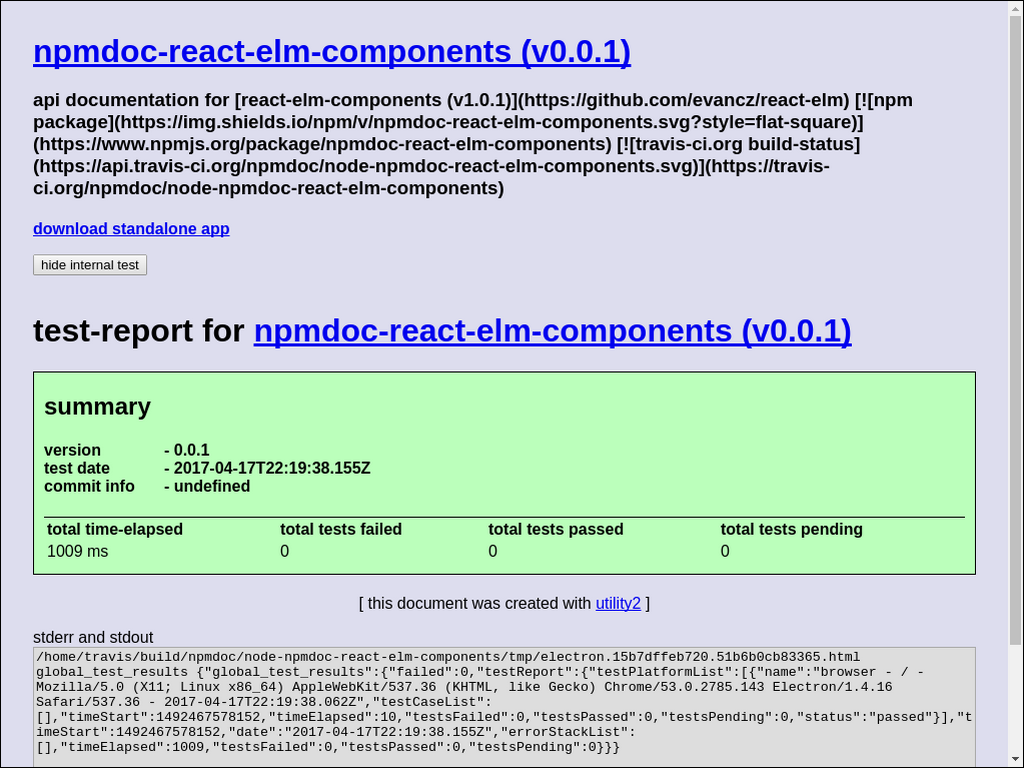 npmdoc-react-elm-components (v0.0.1)
api documentation for [react-elm-components (v1.0.1)](https://github.com/evancz/react-elm) [![npm
package](https://img.shields.io/npm/v/npmdoc-react-elm-components.svg?style=flat-square)]
(https://www.npmjs.org/package/npmdoc-react-elm-components) [![travis-ci.org build-status]
(https://api.travis-ci.org/npmdoc/node-npmdoc-react-elm-components.svg)](https://travis-
ci.org/npmdoc/node-npmdoc-react-elm-components)
download standalone app
hide internal test
test-report for npmdoc-react-elm-components (v0.0.1)
summary
version - 0.0.1
test date - 2017-04-17T22:19:38.155Z
commit info - undefined
total time-elapsed total tests failed total tests passed total tests pending
1009 ms 0 0 0
[ this document was created with utility2 ]
stderr and stdout
/home/travis/build/npmdoc/node-npmdoc-react-elm-components/tmp/electron.15b7dffeb720.51b6b0cb83365.html
global_test_results {"global_test_results":{"failed":0,"testReport":{"testPlatformList":[{"name":"browser - / -
Mozilla/5.0 (X11; Linux x86_64) AppleWebKit/537.36 (KHTML, like Gecko) Chrome/53.0.2785.143 Electron/1.4.16
Safari/537.36 - 2017-04-17T22:19:38.062Z","testCaseList":
[],"timeStart":1492467578152,"timeElapsed":10,"testsFailed":0,"testsPassed":0,"testsPending":0,"status":"passed"}],"t
imeStart":1492467578152,"date":"2017-04-17T22:19:38.155Z","errorStackList":
[],"timeElapsed":1009,"testsFailed":0,"testsPassed":0,"testsPending":0}}}